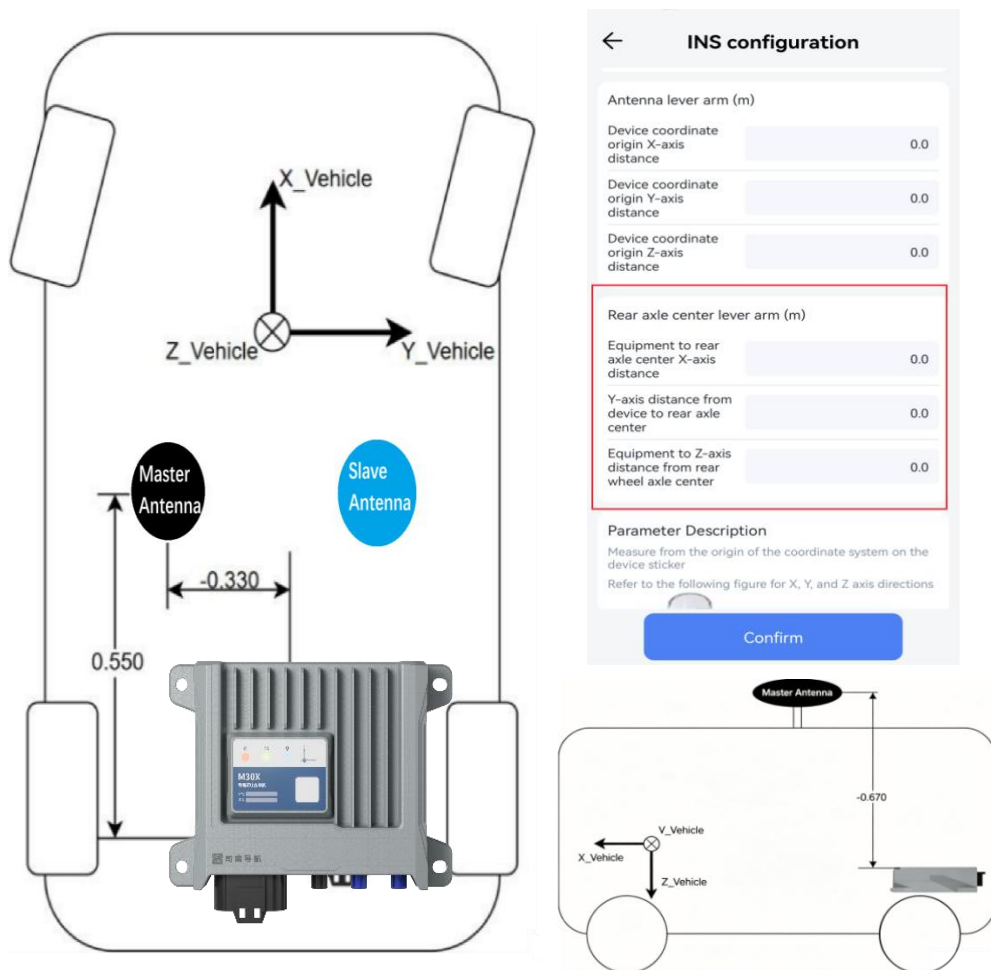 X_Vehicle
Z_Vehicle
Y_Vehicle
Master
Antenna
Slave
Antenna
-0.330
0.550
M30X
司南导航
INS configuration
Antenna lever arm (m)
Device coordinate
origin X-axis
distance
0.0
Device coordinate
origin Y-axis
distance
0.0
Device coordinate
origin Z-axis
distance
0.0
Rear axle center lever arm (m)
Equipment to rear
axle center X-axis
distance
0.0
Y-axis distance from
device to rear axle
center
0.0
Equipment to Z-axis
distance from rear
wheel axle center
0.0
Parameter Description
Measure from the origin of the coordinate system on the
device sticker
Refer to the following figure for X, Y, and Z axis directions
Confirm
Master Antenna
-0.670
V_Vehicle
X_Vehicle
Z_Vehicle